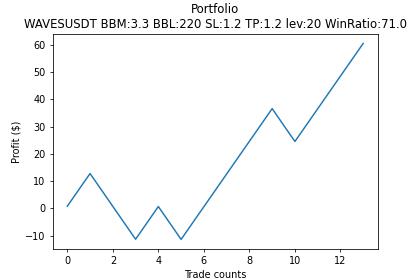 Portfolio
WAVESUSDT BBM:3.3 BBL:220 SL:1.2 TP:1.2 lev:20 WinRatio:71.0
60
50
40
30
20
10
0
−10
Profit ($)
0 2 4 6 8 10 12
Trade counts